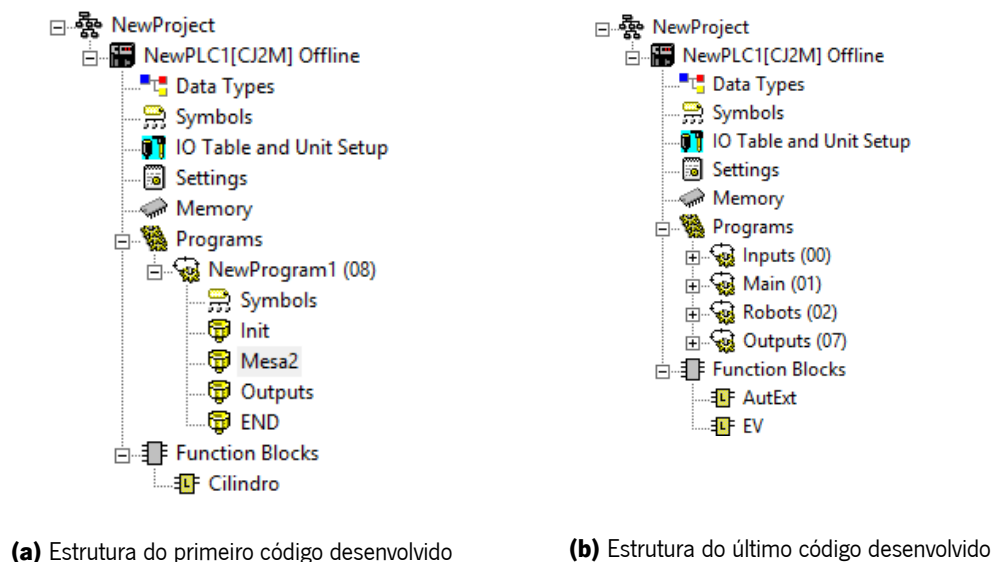 NewProject
NewPLC1[CJ2M] Offline
Data Types
Symbols
IO Table and Unit Setup
Settings
Memory
Programs
NewProgram1 (08)
Symbols
Init
Mesa2
Outputs
END
Function Blocks
Cilindro
(a) Estrutura do primeiro código desenvolvido
NewProject
NewPLC1[CJ2M] Offline
Data Types
Symbols
IO Table and Unit Setup
Settings
Memory
Programs
Inputs (00)
Main (01)
Robots (02)
Outputs (07)
Function Blocks
AutExt
EV
(b) Estrutura do último código desenvolvido